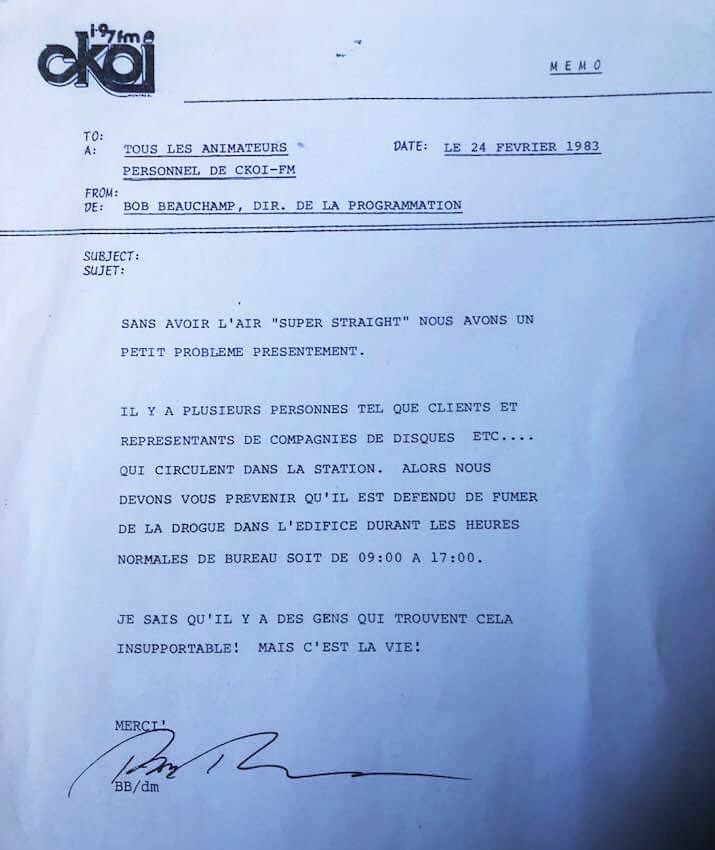 i·97 fm
ckoi
MONTREAL
MEMO
TO:
A: TOUS LES ANIMATEURS DATE: LE 24 FEVRIER 1983
PERSONNEL DE CKOI-FM
FROM:
DE: BOB BEAUCHAMP, DIR. DE LA PROGRAMMATION
SUBJECT:
SUJET:
SANS AVOIR L'AIR "SUPER STRAIGHT" NOUS AVONS UN
PETIT PROBLEME PRESENTEMENT.
IL Y A PLUSIEURS PERSONNES TEL QUE CLIENTS ET
REPRESENTANTS DE COMPAGNIES DE DISQUES ETC....
QUI CIRCULENT DANS LA STATION. ALORS NOUS
DEVONS VOUS PREVENIR QU'IL EST DEFENDU DE FUMER
DE LA DROGUE DANS L'EDIFICE DURANT LES HEURES
NORMALES DE BUREAU SOIT DE 09:00 A 17:00.
JE SAIS QU'IL Y A DES GENS QUI TROUVENT CELA
INSUPPORTABLE! MAIS C'EST LA VIE!
MERCI'
BB/dm